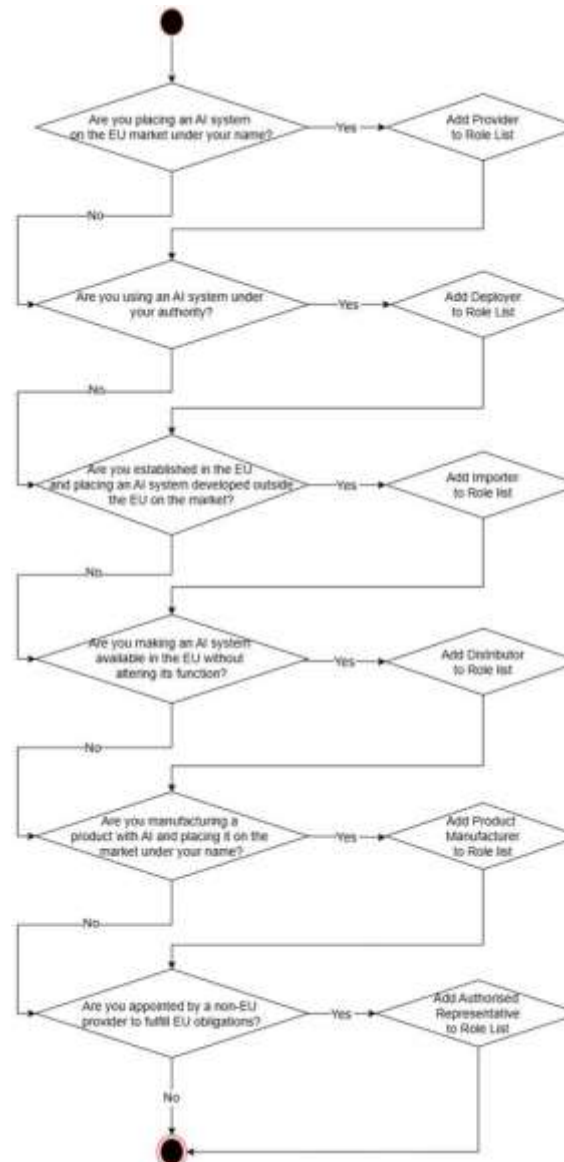 Are you placing an AI system
on the EU market under your name?
Yes
Add Provider
to Role List
No
Are you using an AI system under
your authority?
Yes
Add Deployer
to Role List
No
Are you established in the EU
and placing an AI system developed outside
the EU on the market?
Yes
Add Importer
to Role list
No
Are you making an AI system
available in the EU without
altering its function?
Yes
Add Distributor
to Role list
No
Are you manufacturing a
product with AI and placing it on the
market under your name?
Yes
Add Product
Manufacturer
to Role list
No
Are you appointed by a non-EU
provider to fulfill EU obligations?
Yes
Add Authorised
Representative
to Role List
No